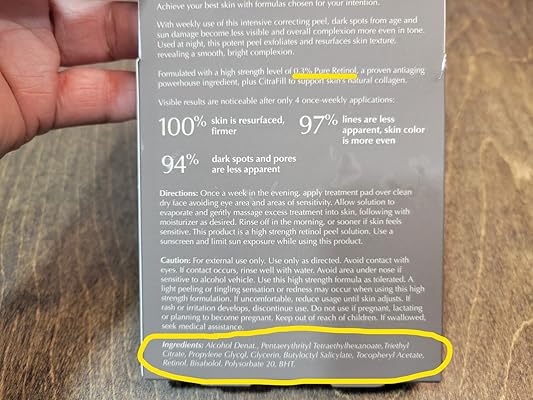 Achieve your best skin with formulas chosen for your intention.
With weekly use of this intensive correcting peel, dark spots from age and
sun damage become less visible and overall complexion more even in tone.
Used at night, this potent peel exfoliates and resurfaces skin texture,
revealing a smooth, bright complexion.
Formulated with a high strength level of 0.3% Pure Retinol, a proven antiaging
powerhouse ingredient, plus CitraFill to support skin's natural collagen.
Visible results are noticeable after only 4 once-weekly applications:
100% skin is resurfaced, firmer
97% lines are less apparent, skin color is more even
94% dark spots and pores are less apparent
Directions: Once a week in the evening, apply treatment pad over clean
dry face avoiding eye area and areas of sensitivity. Allow solution to
evaporate and gently massage excess treatment into skin, following with
moisturizer as desired. Rinse off in the morning, or sooner if skin feels
sensitive. This product is a high strength retinol peel solution. Use a
sunscreen and limit sun exposure while using this product.
Caution: For external use only. Use only as directed. Avoid contact with
eyes. If contact occurs, rinse well with water. Avoid area under nose if
sensitive to alcohol vehicle. Use this high strength formula as tolerated. A
light peeling or tingling sensation or redness may occur when using this high
strength formulation. If uncomfortable, reduce usage until skin adjusts. If
rash or irritation develops, discontinue use. Do not use if pregnant, lactating
or planning to become pregnant. Keep out of reach of children. If swallowed,
seek medical assistance.
Ingredients: Alcohol Denat., Pentaerythrityl Tetraethylhexanoate, Triethyl
Citrate, Propylene Glycol, Glycerin, Butyloctyl Salicylate, Tocopheryl Acetate,
Retinol, Bisabolol, Polysorbate 20, BHT.